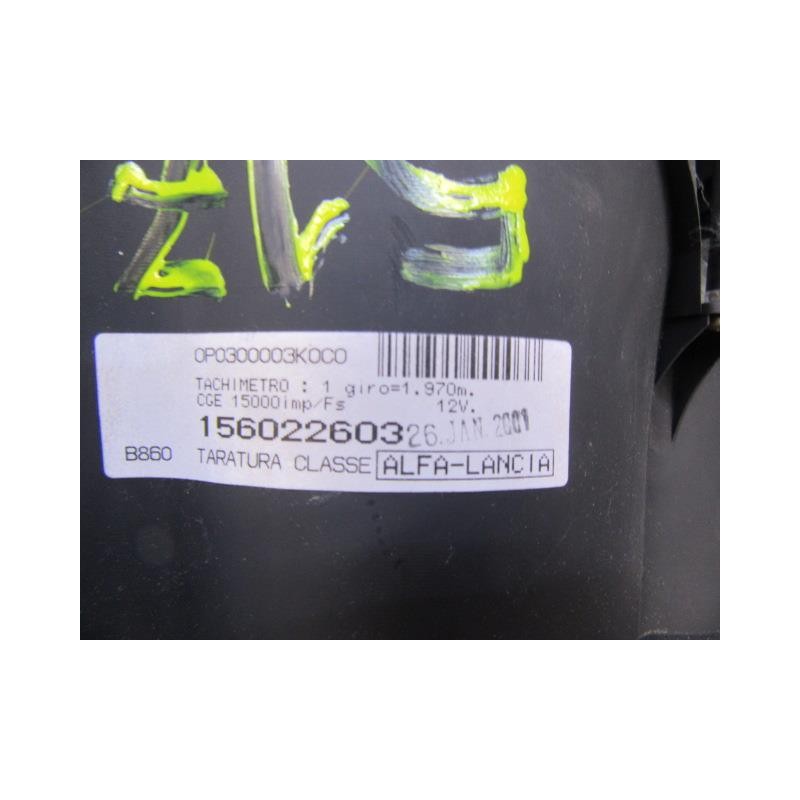 0P0300003K0C0
TACHIMETRO : 1 giro=1.970m.
CGE 15000imp/Fs 12V.
156022603 26.JAN.2001
B860 TARATURA CLASSE ALFA-LANCIA